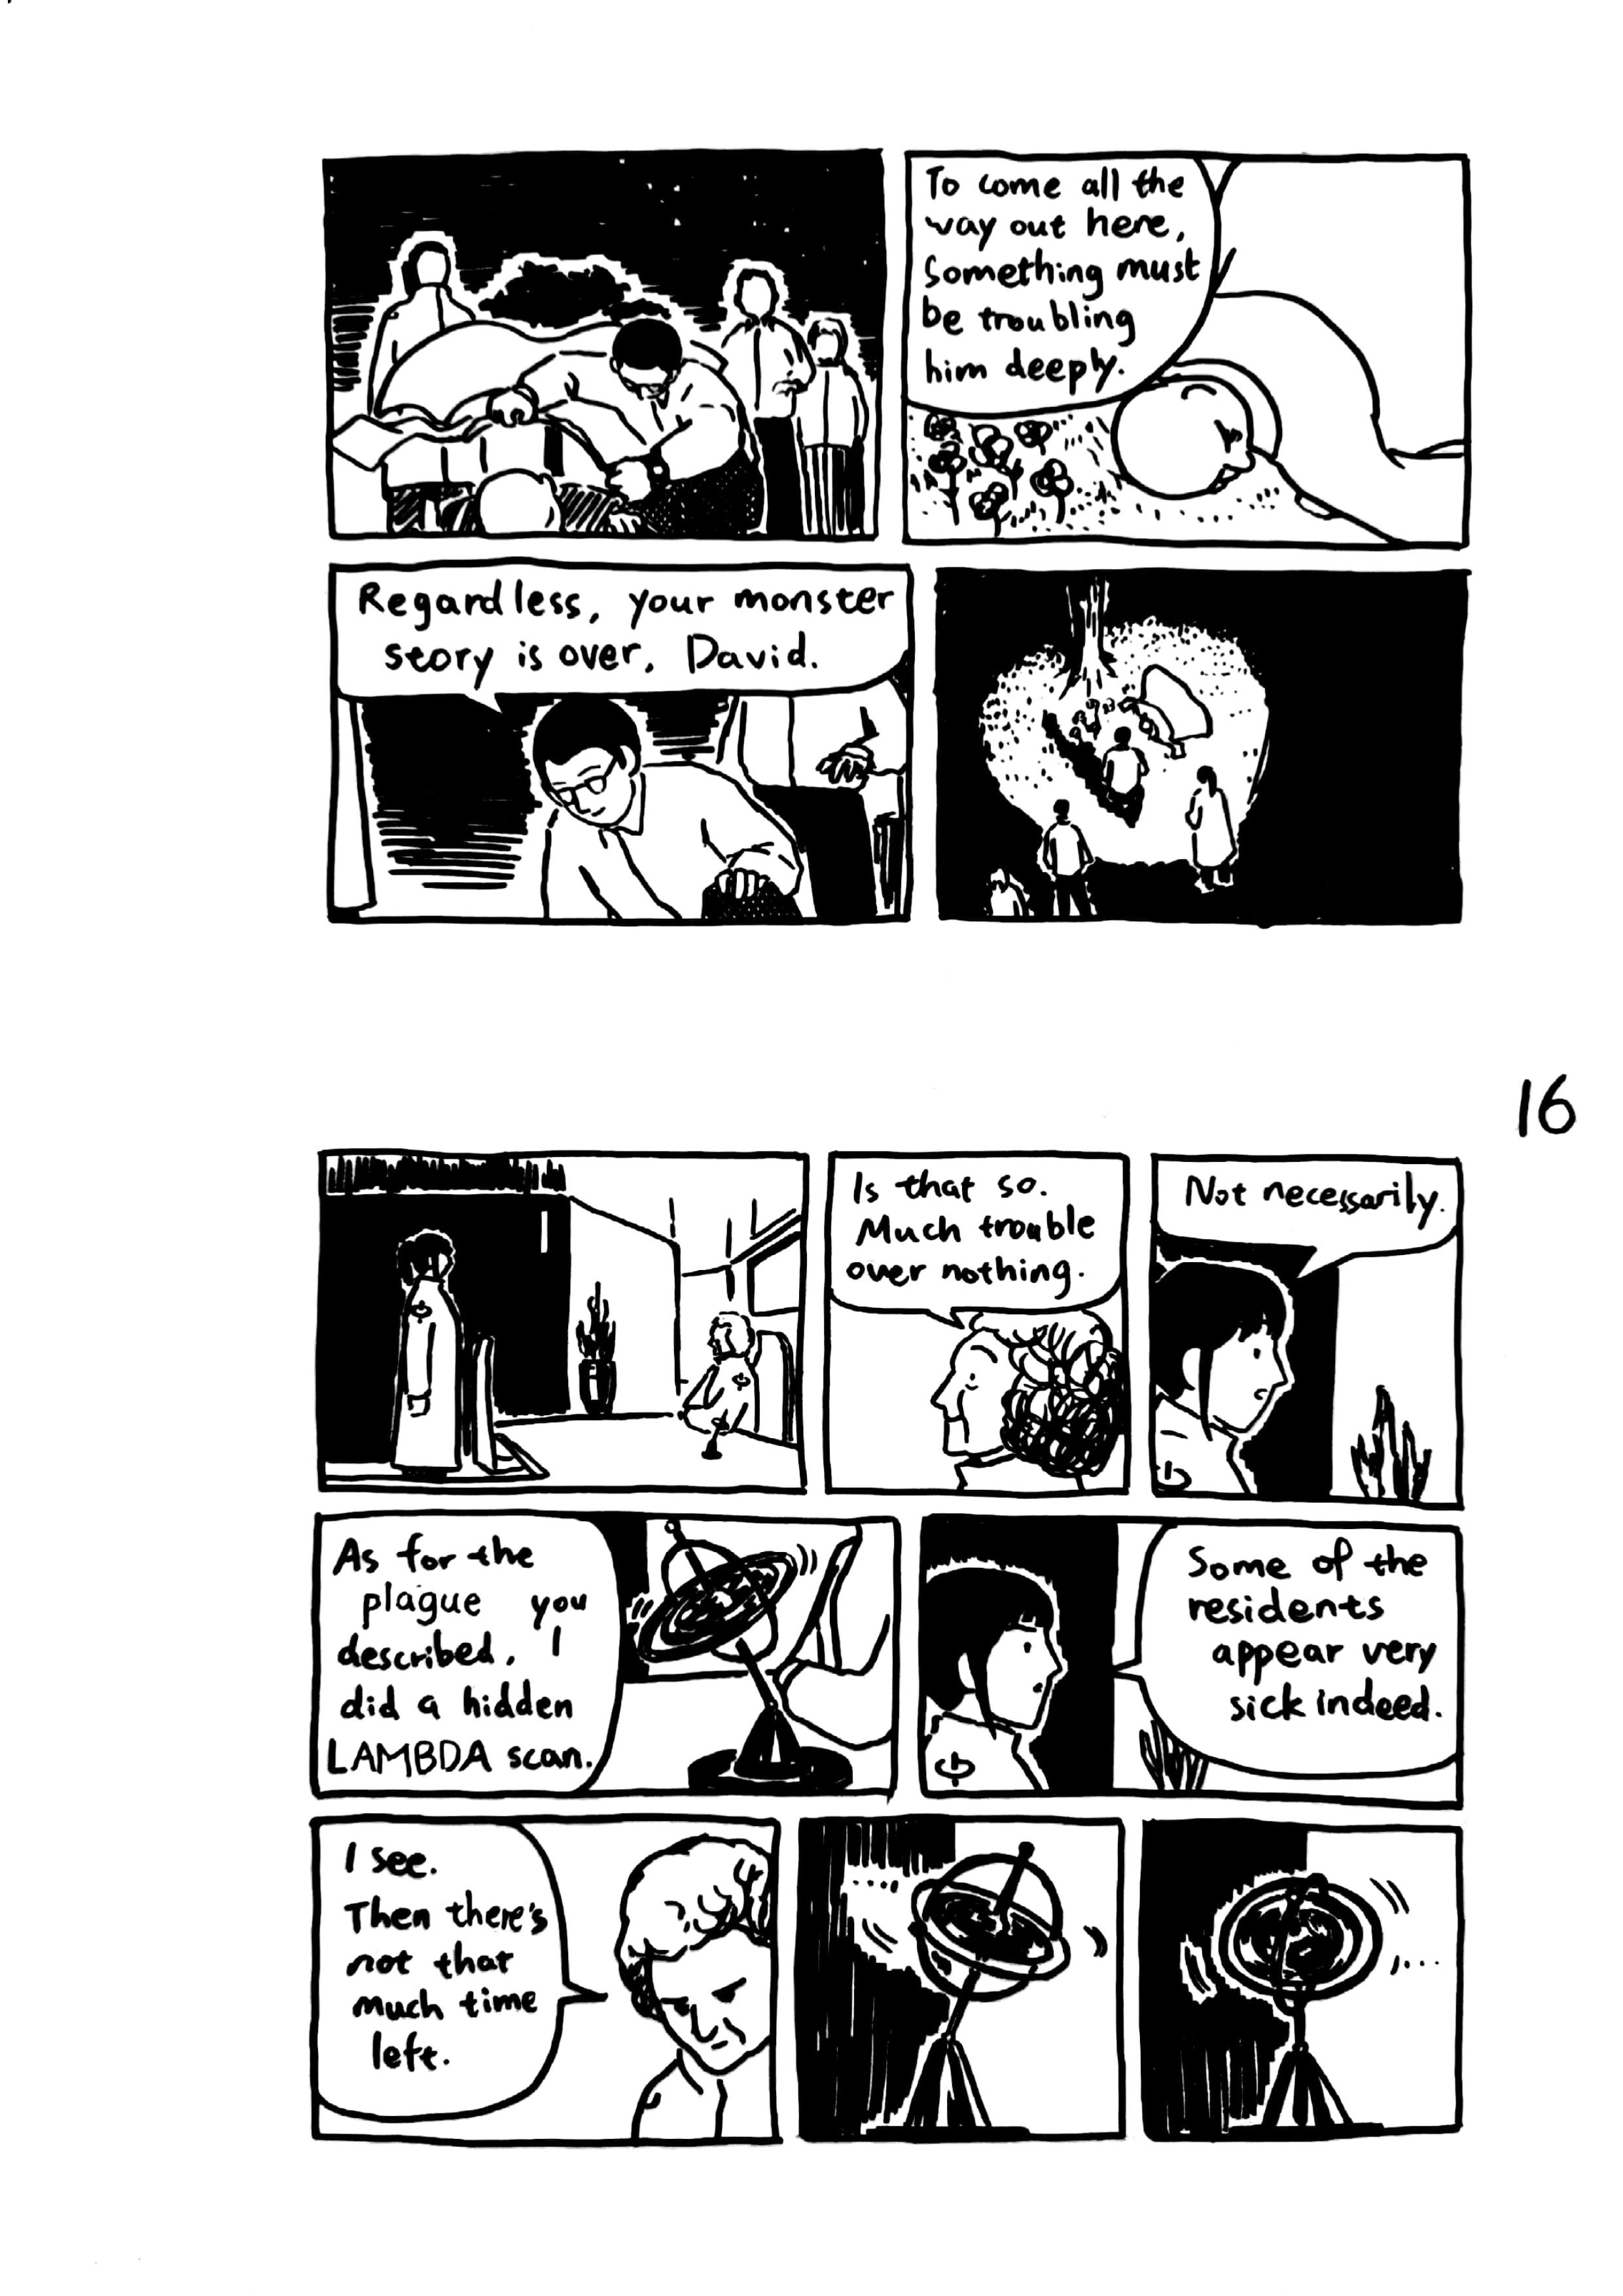 To come all the
way out here,
Something must
be troubling
him deeply.
Regardless, your monster
story is over, David.
16
Is that so.
Much trouble
over nothing.
Not necessarily.
As for the
plague you
described, I
did a hidden
LAMBDA scan.
Some of the
residents
appear very
sick indeed.
I see.
Then there's
not that
much time
left.
....
....